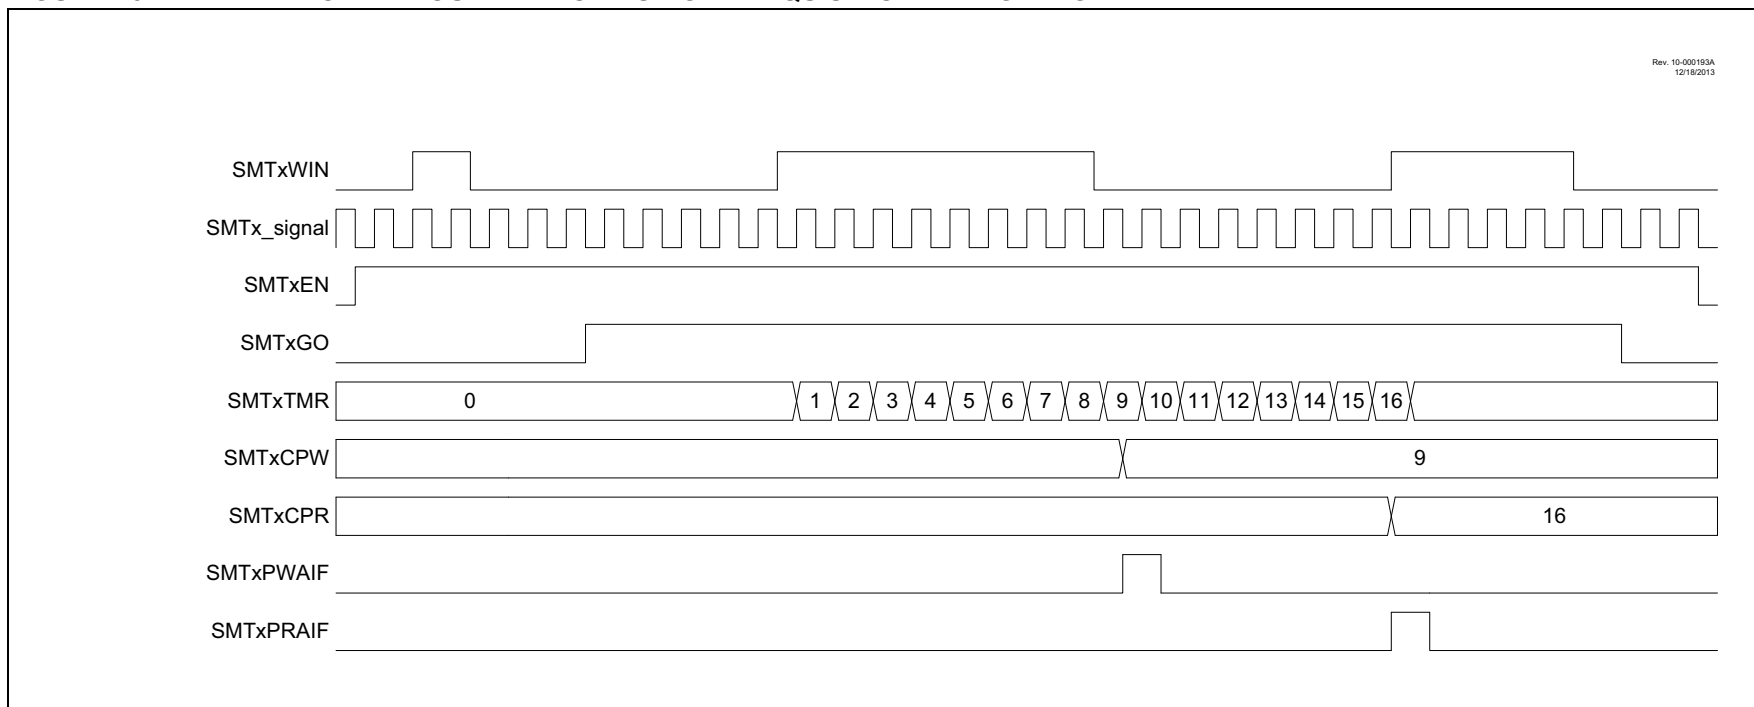 Rev. 10-000193A
12/18/2013
SMTxWIN
SMTx_signal
SMTxEN
SMTxGO
SMTxTMR 0 1 2 3 4 5 6 7 8 9 10 11 12 13 14 15 16
SMTxCPW 9
SMTxCPR 16
SMTxPWAIF
SMTxPRAIF